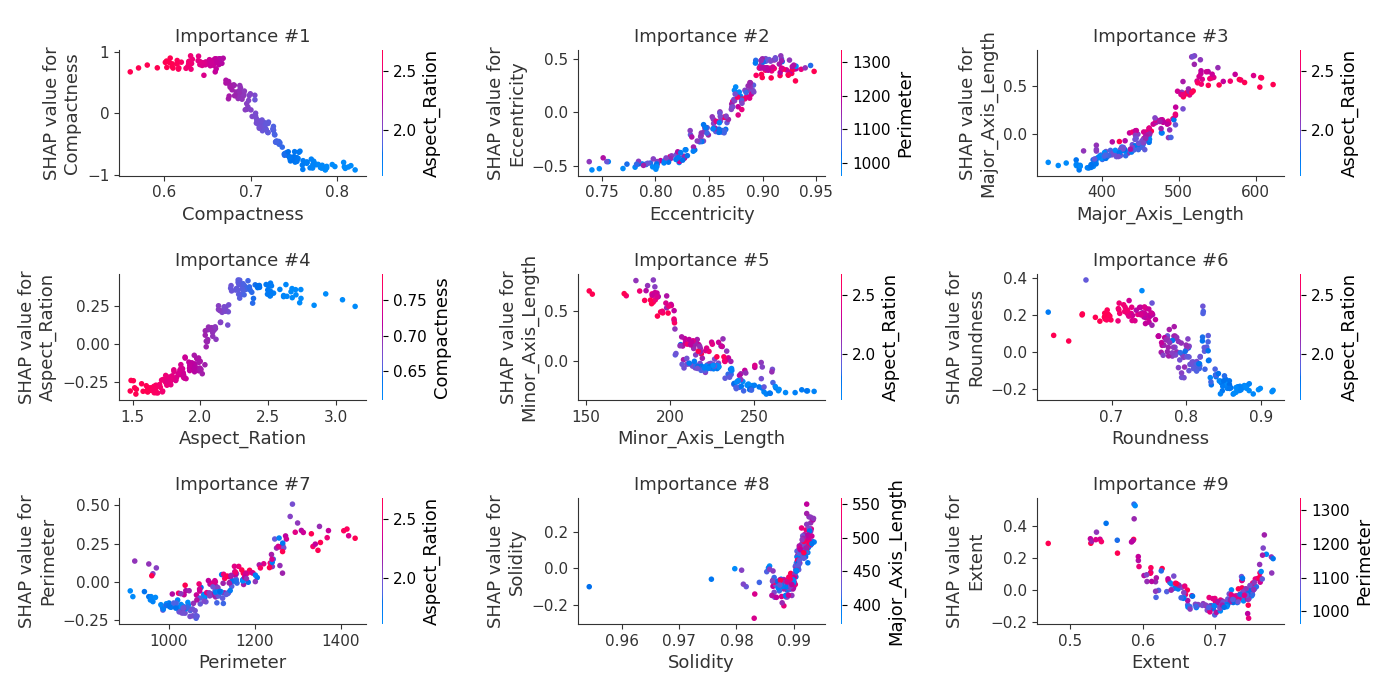 Importance #1
SHAP value for
Compactness
1
0
−1
0.6
0.7
0.8
Compactness
2.5
2.0
Aspect_Ration
Importance #2
SHAP value for
Eccentricity
0.5
0.0
−0.5
0.75
0.80
0.85
0.90
0.95
Eccentricity
1300
1200
1100
1000
Perimeter
Importance #3
SHAP value for
Major_Axis_Length
0.5
0.0
400
500
600
Major_Axis_Length
2.5
2.0
Aspect_Ration
Importance #4
SHAP value for
Aspect_Ration
0.25
0.00
−0.25
1.5
2.0
2.5
3.0
Aspect_Ration
0.75
0.70
0.65
Compactness
Importance #5
SHAP value for
Minor_Axis_Length
0.5
0.0
150
200
250
Minor_Axis_Length
2.5
2.0
Aspect_Ration
Importance #6
SHAP value for
Roundness
0.4
0.2
0.0
−0.2
0.7
0.8
0.9
Roundness
2.5
2.0
Aspect_Ration
Importance #7
SHAP value for
Perimeter
0.50
0.25
0.00
−0.25
1000
1200
1400
Perimeter
2.5
2.0
Aspect_Ration
Importance #8
SHAP value for
Solidity
0.2
0.0
−0.2
0.96
0.97
0.98
0.99
Solidity
550
500
450
400
Major_Axis_Length
Importance #9
SHAP value for
Extent
0.4
0.2
0.0
−0.2
0.5
0.6
0.7
Extent
1300
1200
1100
1000
Perimeter